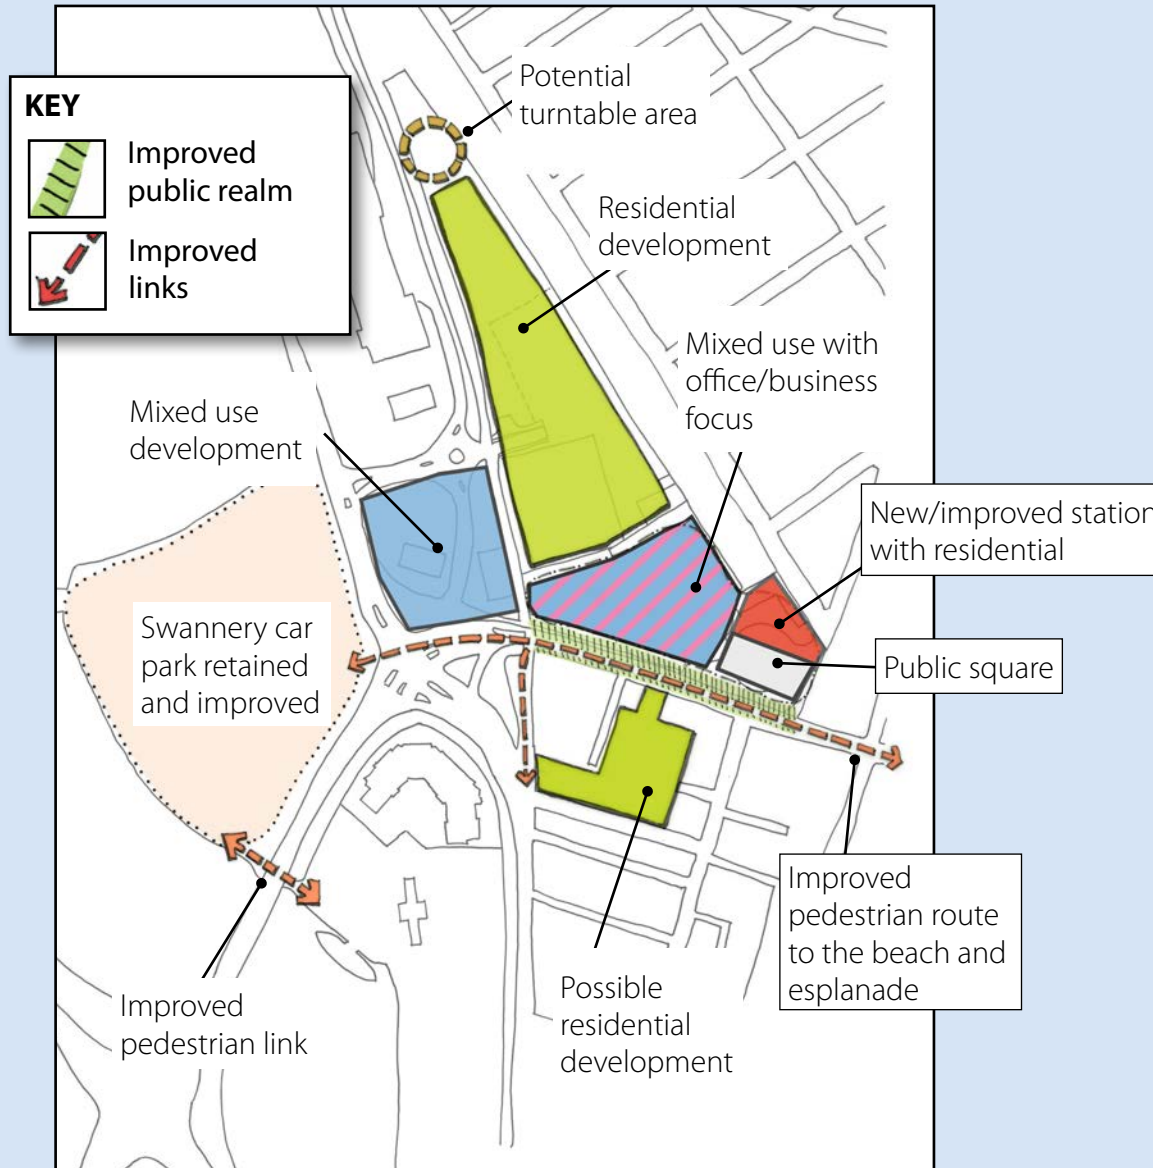 KEY
Improved
public realm
Improved
links
Potential
turntable area
Residential
development
Mixed use with
office/business
focus
Mixed use
development
New/improved station
with residential
Swannery car
park retained
and improved
Public square
Improved
pedestrian route
to the beach and
esplanade
Possible
residential
development
Improved
pedestrian link